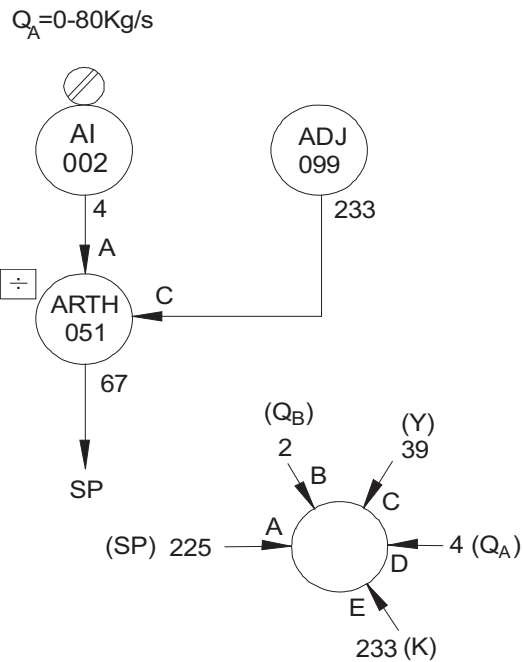 Q_A=0-80Kg/s
AI
002
ADJ
099
4
233
A
÷
ARTH
051
C
67
SP
(Q_B)
2
(Y)
39
B
C
A
(SP) 225
D
4 (Q_A)
E
233 (K)